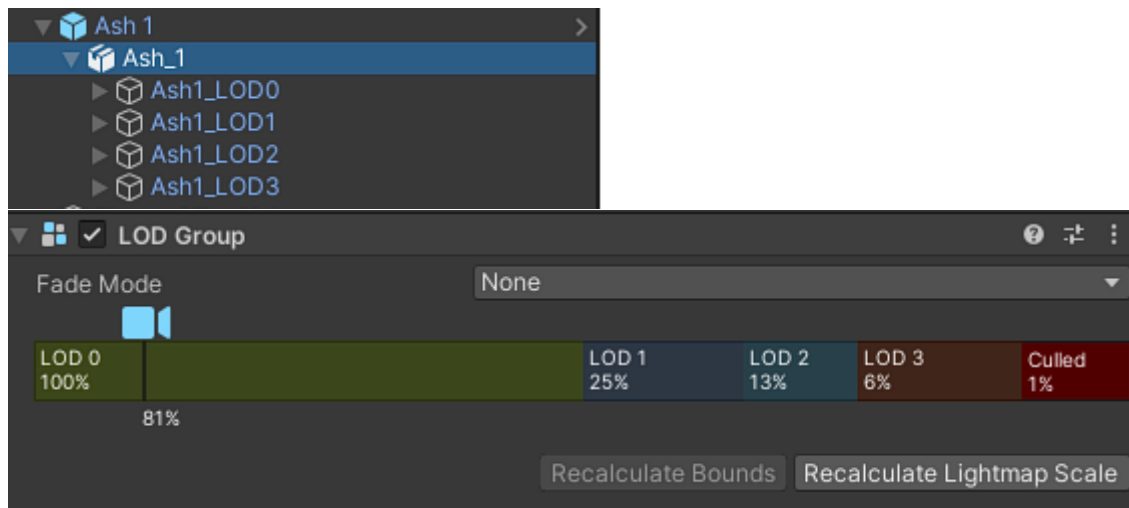 Ash 1
Ash_1
Ash1_LOD0
Ash1_LOD1
Ash1_LOD2
Ash1_LOD3
LOD Group
Fade Mode None
LOD 0 LOD 1 LOD 2 LOD 3 Culled
100% 25% 13% 6% 1%
81%
Recalculate Bounds Recalculate Lightmap Scale